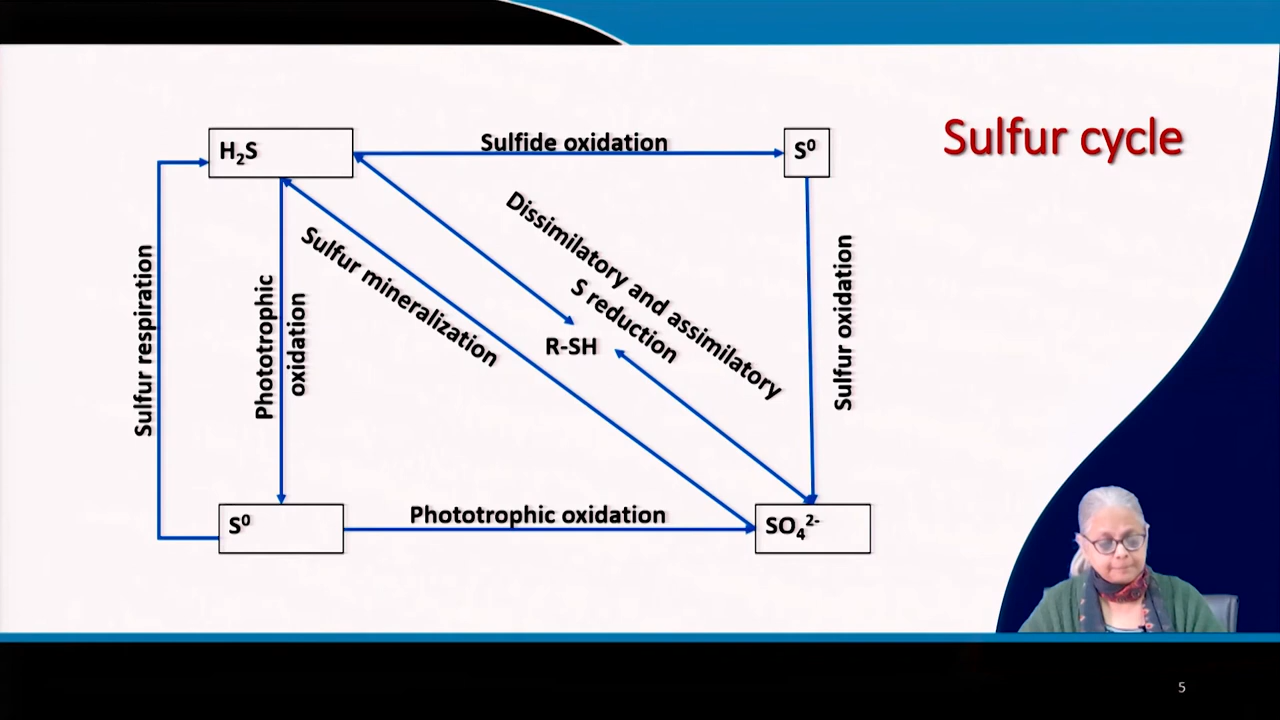 Sulfur cycle
H₂S
Sulfide oxidation
S⁰
Sulfur respiration
Phototrophic
oxidation
Sulfur mineralization
Dissimilatory and assimilatory
S reduction
R-SH
Sulfur oxidation
S⁰
Phototrophic oxidation
SO₄²⁻
5